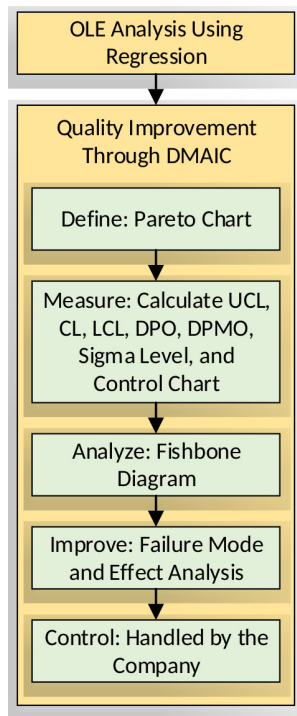 OLE Analysis Using
Regression
Quality Improvement
Through DMAIC
Define: Pareto Chart
Measure: Calculate UCL,
CL, LCL, DPO, DPMO,
Sigma Level, and
Control Chart
Analyze: Fishbone
Diagram
Improve: Failure Mode
and Effect Analysis
Control: Handled by the
Company